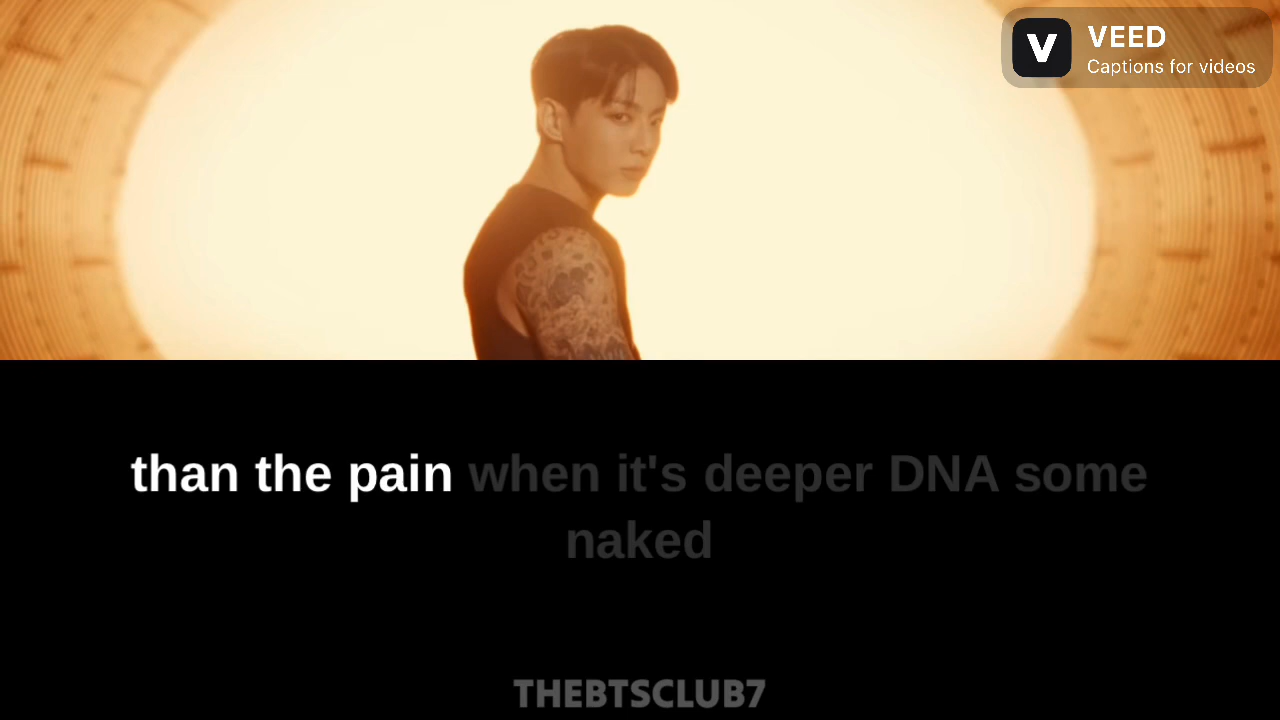 VEED
Captions for videos
than the pain when it's deeper DNA some
naked
THEBTSCLUB7